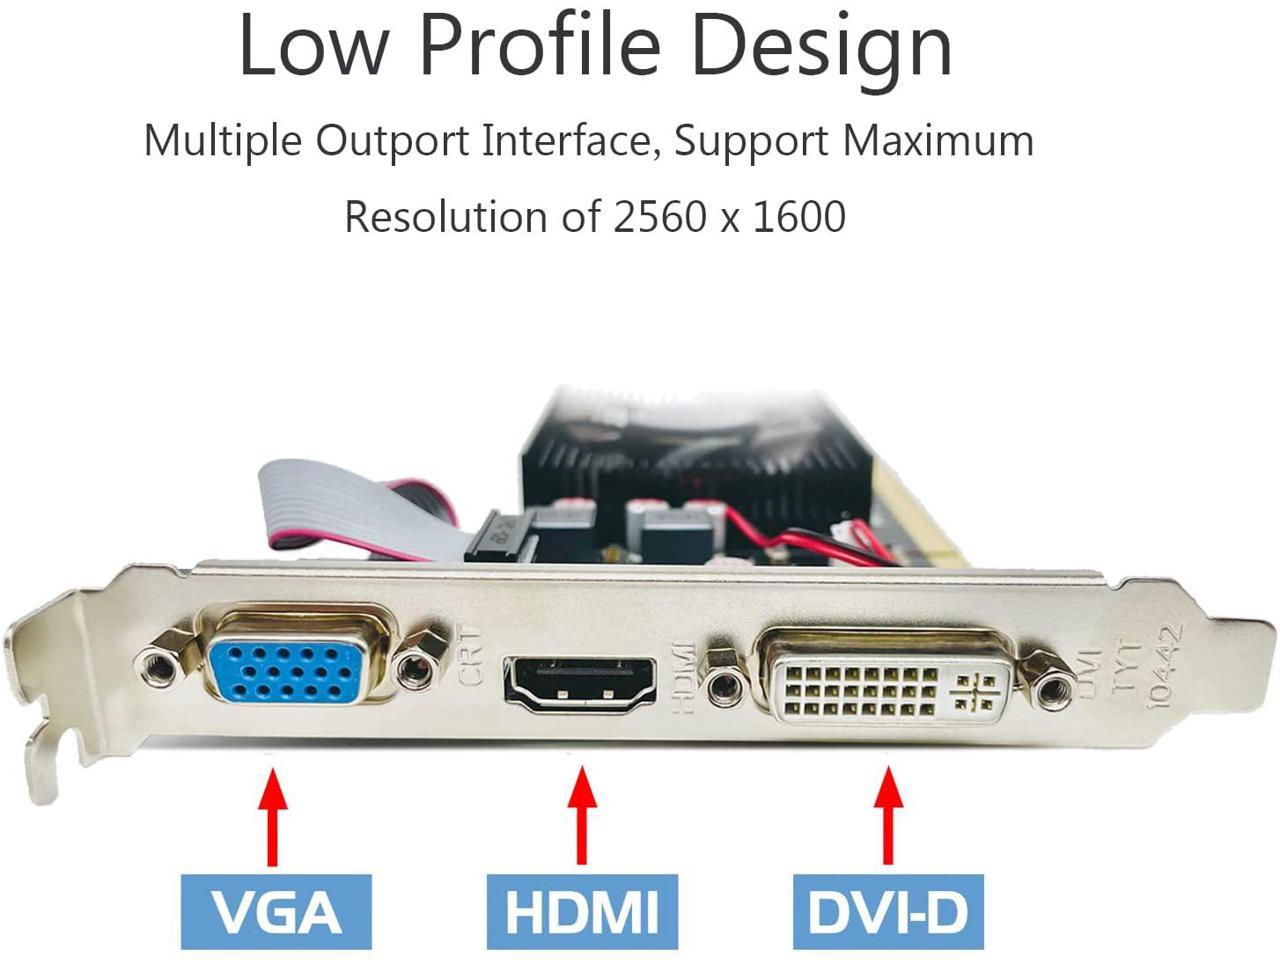 Low Profile Design
Multiple Outport Interface, Support Maximum
Resolution of 2560 x 1600
CRT
HDMI
DVI
TYT
10442
VGA
HDMI
DVI-D